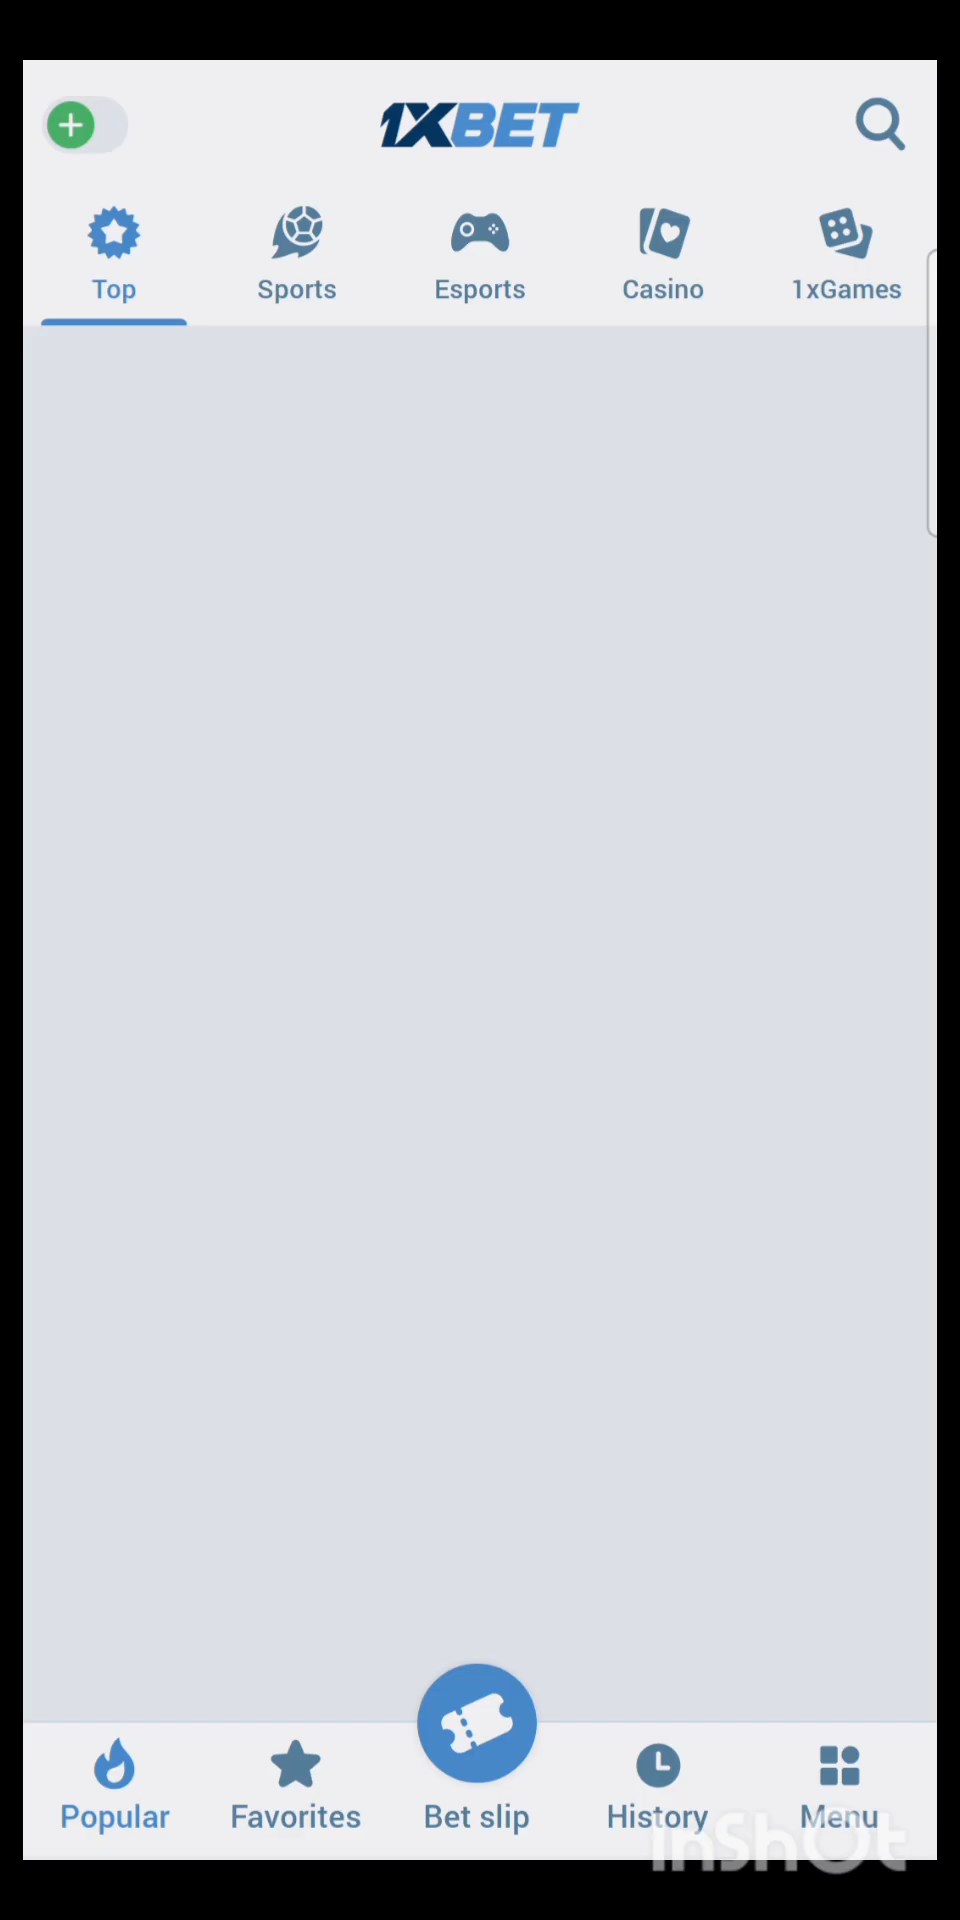 1XBET
Top Sports Esports Casino 1xGames
Popular Favorites Bet slip History Menu
InShOt